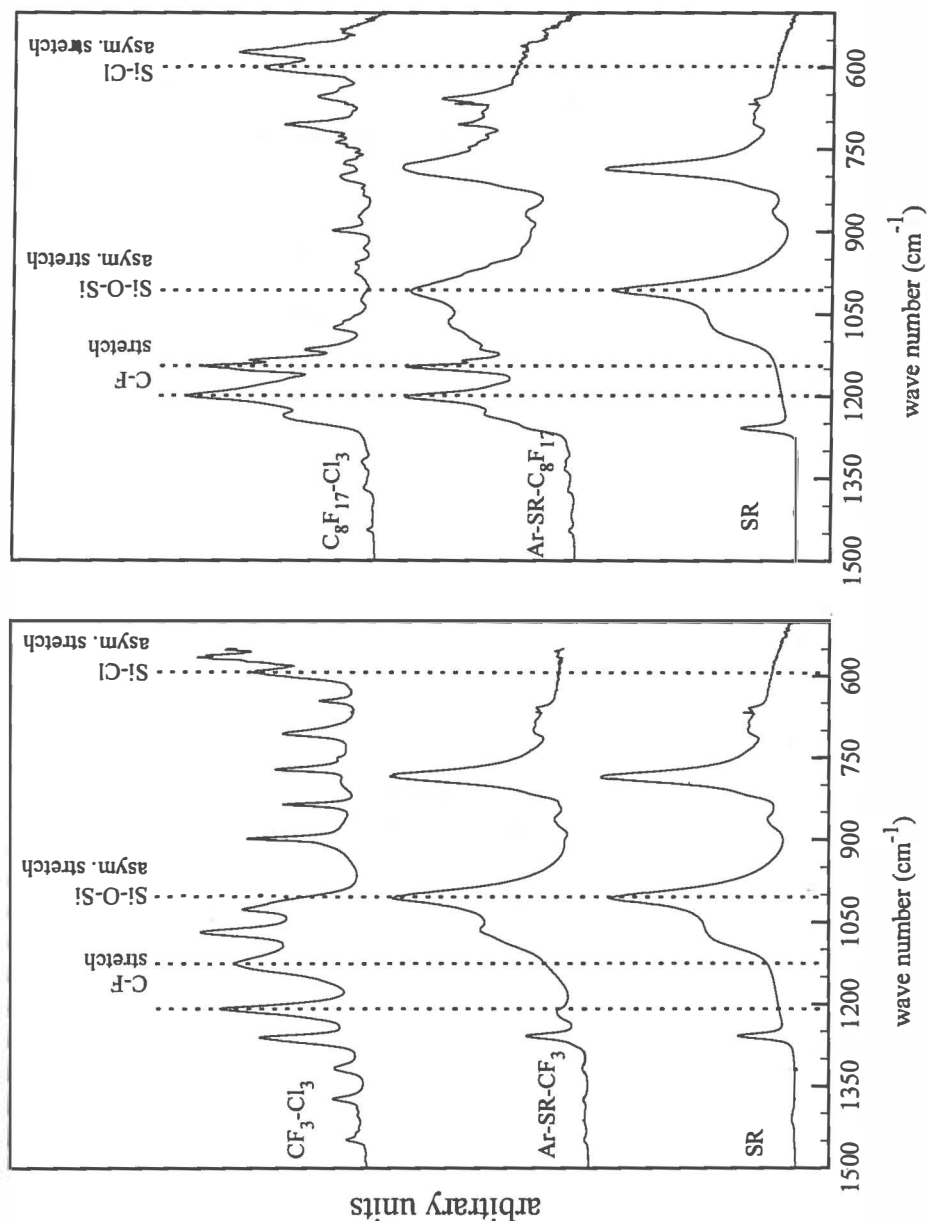 asym. stretch
Si-Cl
asym. stretch
Si-O-Si
stretch
C-F
C8F17-Cl3
Ar-SR-C8F17
SR
1500
1350
1200
1050
900
750
600
wave number (cm-1)
asym. stretch
Si-Cl
asym. stretch
Si-O-Si
stretch
C-F
CF3-Cl3
Ar-SR-CF3
SR
1500
1350
1200
1050
900
750
600
wave number (cm-1)
arbitrary units